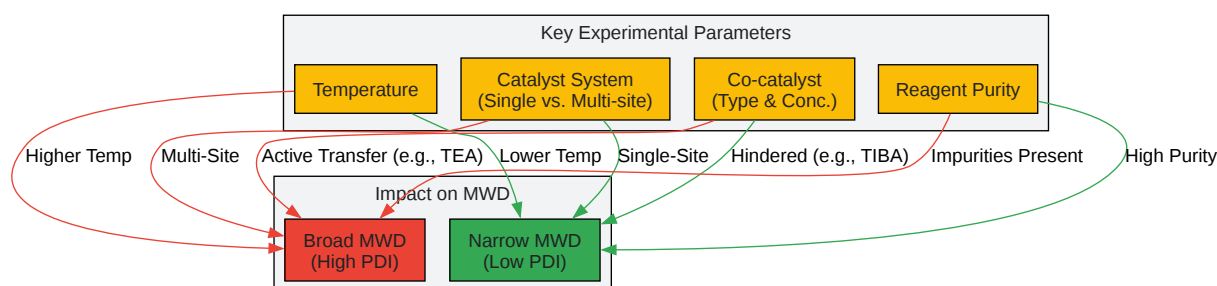 Key Experimental Parameters
Temperature
Catalyst System
(Single vs. Multi-site)
Co-catalyst
(Type & Conc.)
Reagent Purity
Higher Temp
Multi-Site
Active Transfer (e.g., TEA)
Lower Temp
Single-Site
Hindered (e.g., TIBA)
Impurities Present
High Purity
Impact on MWD
Broad MWD
(High PDI)
Narrow MWD
(Low PDI)